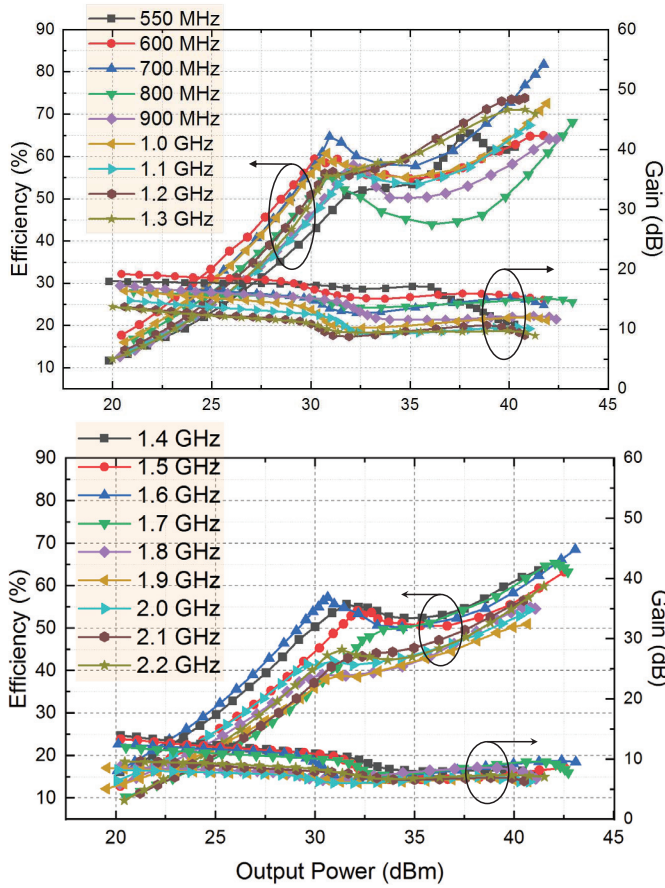 90
80
70
60
50
40
30
20
10
Efficiency (%)
550 MHz
600 MHz
700 MHz
800 MHz
900 MHz
1.0 GHz
1.1 GHz
1.2 GHz
1.3 GHz
60
50
40
30
20
10
0
Gain (dB)
20
25
30
35
40
45
1.4 GHz
1.5 GHz
1.6 GHz
1.7 GHz
1.8 GHz
1.9 GHz
2.0 GHz
2.1 GHz
2.2 GHz
90
80
70
60
50
40
30
20
10
Efficiency (%)
60
50
40
30
20
10
0
Gain (dB)
20
25
30
35
40
45
Output Power (dBm)